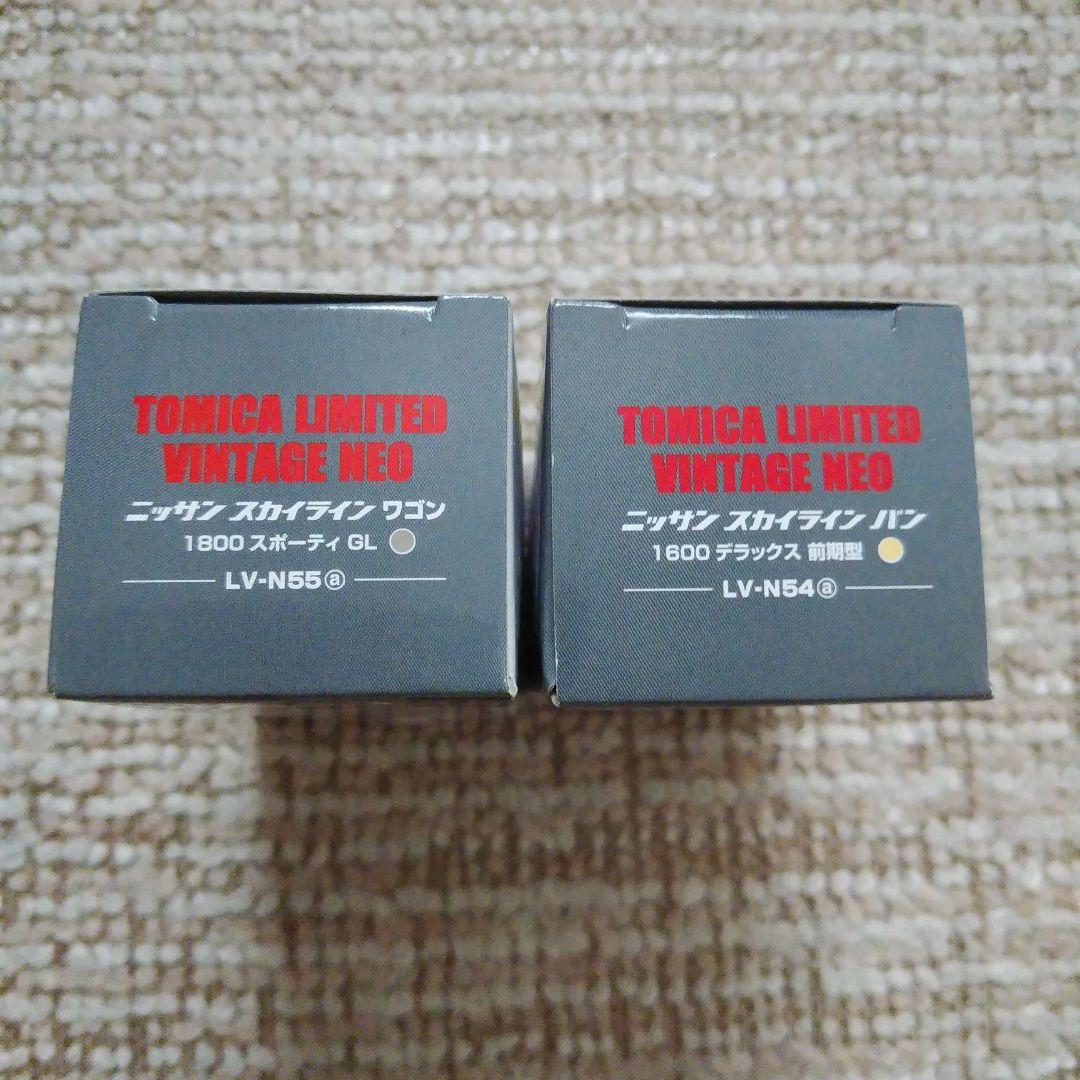 TOMICA LIMITED
VINTAGE NEO
ニッサン スカイライン ワゴン
1800 スポーティ GL
LV-N55ⓐ
TOMICA LIMITED
VINTAGE NEO
ニッサン スカイライン バン
1600 デラックス 前期型
LV-N54ⓐ